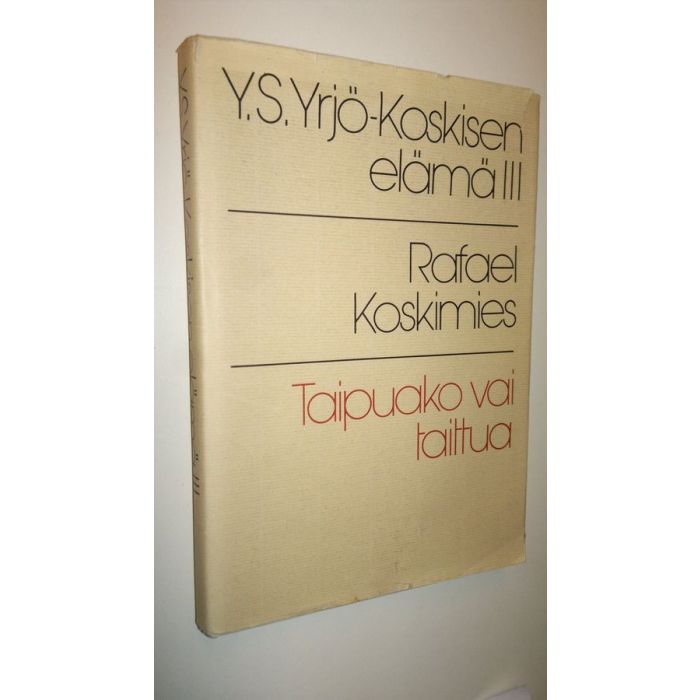 Y.S. Yrjö-Koskisen
elämä III
Rafael
Koskimies
Taipuako vai
taittua